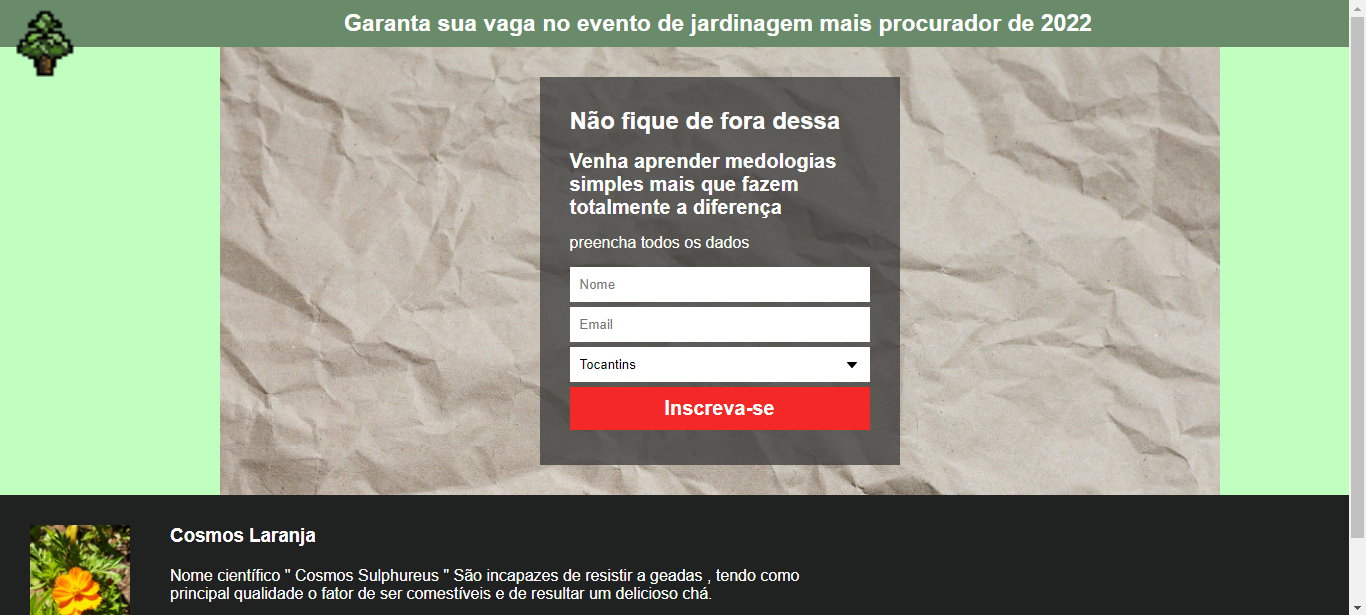 Garanta sua vaga no evento de jardinagem mais procurador de 2022
Não fique de fora dessa
Venha aprender medologias
simples mais que fazem
totalmente a diferença
preencha todos os dados
Nome
Email
Tocantins
Inscreva-se
Cosmos Laranja
Nome científico " Cosmos Sulphureus " São incapazes de resistir a geadas , tendo como
principal qualidade o fator de ser comestíveis e de resultar um delicioso chá.